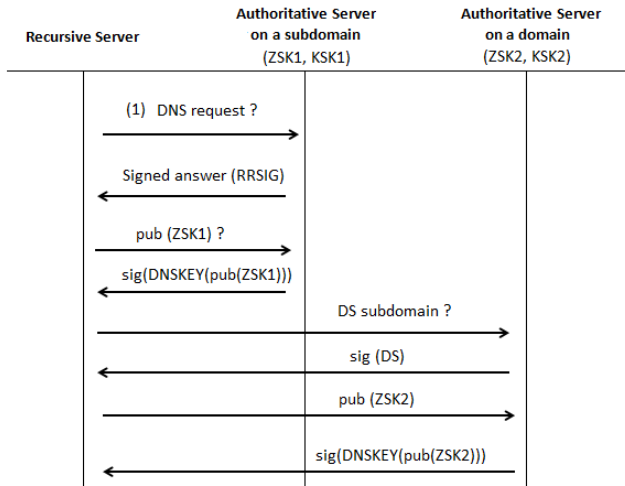 Recursive Server
Authoritative Server
on a subdomain
(ZSK1, KSK1)
Authoritative Server
on a domain
(ZSK2, KSK2)
(1) DNS request ?
Signed answer (RRSIG)
pub (ZSK1) ?
sig(DNSKEY(pub(ZSK1)))
DS subdomain ?
sig (DS)
pub (ZSK2)
sig(DNSKEY(pub(ZSK2)))